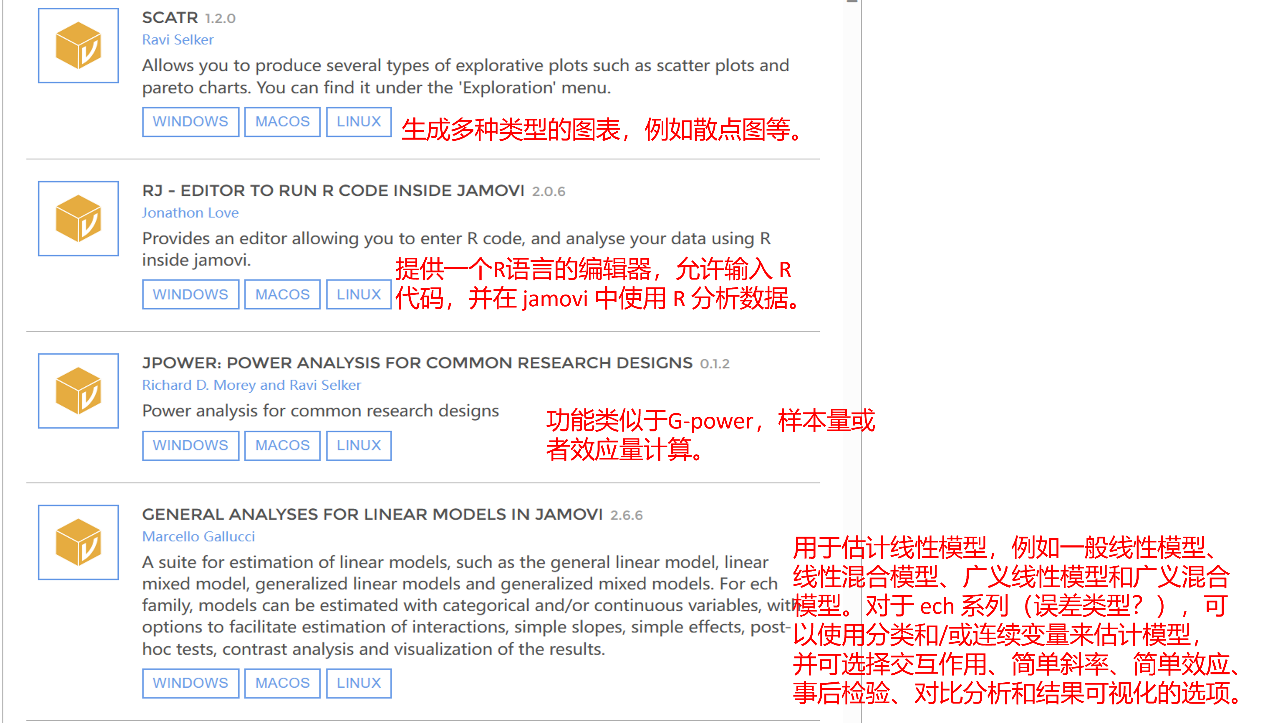 SCATR 1.2.0
Ravi Selker
Allows you to produce several types of explorative plots such as scatter plots and
pareto charts. You can find it under the 'Exploration' menu.
WINDOWS MACOS LINUX
生成多种类型的图表，例如散点图等。
RJ - EDITOR TO RUN R CODE INSIDE JAMOVI 2.0.6
Jonathon Love
Provides an editor allowing you to enter R code, and analyse your data using R
inside jamovi.
WINDOWS MACOS LINUX
提供一个R语言的编辑器，允许输入 R
代码，并在 jamovi 中使用 R 分析数据。
JPOWER: POWER ANALYSIS FOR COMMON RESEARCH DESIGNS 0.1.2
Richard D. Morey and Ravi Selker
Power analysis for common research designs
WINDOWS MACOS LINUX
功能类似于G-power，样本量或
者效应量计算。
GENERAL ANALYSES FOR LINEAR MODELS IN JAMOVI 2.6.6
Marcello Gallucci
A suite for estimation of linear models, such as the general linear model, linear
mixed model, generalized linear models and generalized mixed models. For ech
family, models can be estimated with categorical and/or continuous variables, with
options to facilitate estimation of interactions, simple slopes, simple effects, post-
hoc tests, contrast analysis and visualization of the results.
WINDOWS MACOS LINUX
用于估计线性模型，例如一般线性模型、
线性混合模型、广义线性模型和广义混合
模型。对于 ech 系列（误差类型？），可
以使用分类和/或连续变量来估计模型，
并可选择交互作用、简单斜率、简单效应、
事后检验、对比分析和结果可视化的选项。